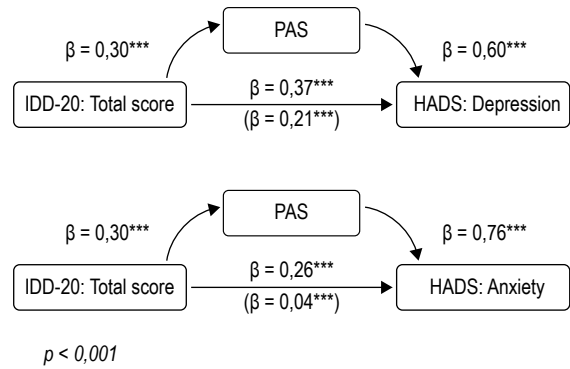 PAS
β = 0,30***
β = 0,60***
IDD-20: Total score
β = 0,37***
(β = 0,21***)
HADS: Depression
PAS
β = 0,30***
β = 0,76***
IDD-20: Total score
β = 0,26***
(β = 0,04***)
HADS: Anxiety
p < 0,001